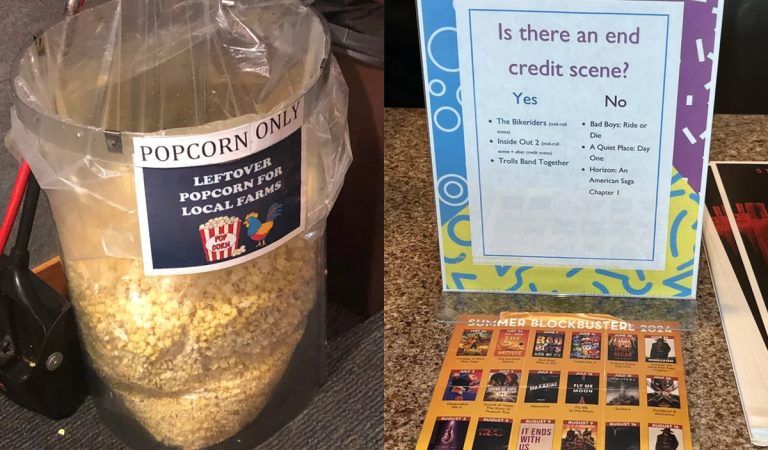 POPCORN ONLY
LEFTOVER
POPCORN FOR
LOCAL FARMS
POP
CORN
Is there an end
credit scene?
Yes
The Bikeriders (mid-roll
scene)
Inside Out 2 (mid-roll
scene + after credit scene)
Trolls Band Together
No
Bad Boys: Ride or
Die
A Quiet Place: Day
One
Horizon: An
American Saga
Chapter 1
SUMMER BLOCKBUSTERS 2024
FLY ME
MOON
AUGUST 9
IT ENDS
WITH
US